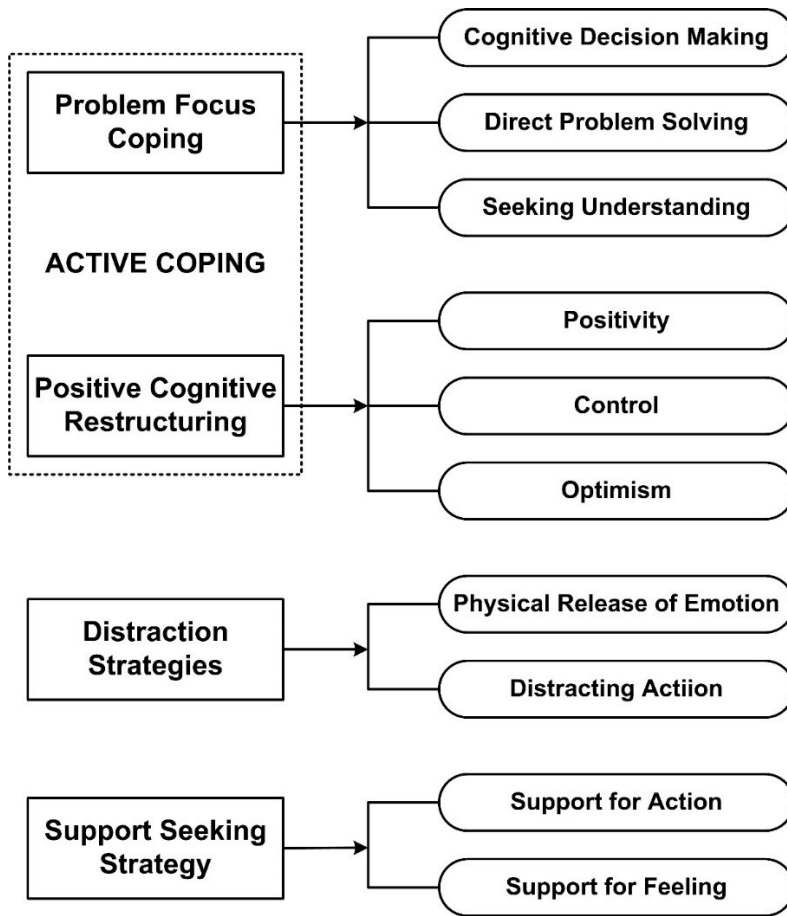 Cognitive Decision Making
Problem Focus
Coping
Direct Problem Solving
Seeking Understanding
ACTIVE COPING
Positivity
Positive Cognitive
Restructuring
Control
Optimism
Physical Release of Emotion
Distraction
Strategies
Distracting Actiion
Support for Action
Support Seeking
Strategy
Support for Feeling